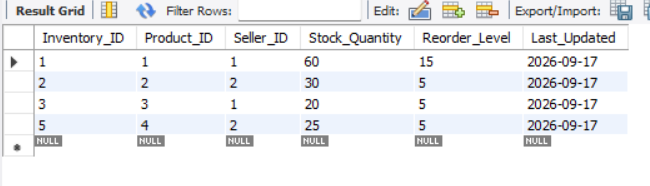 Result Grid Filter Rows: Edit: Export/Import:
Inventory_ID Product_ID Seller_ID Stock_Quantity Reorder_Level Last_Updated
1 1 1 60 15 2026-09-17
2 2 2 30 5 2026-09-17
3 3 1 20 5 2026-09-17
5 4 2 25 5 2026-09-17
NULL NULL NULL NULL NULL NULL